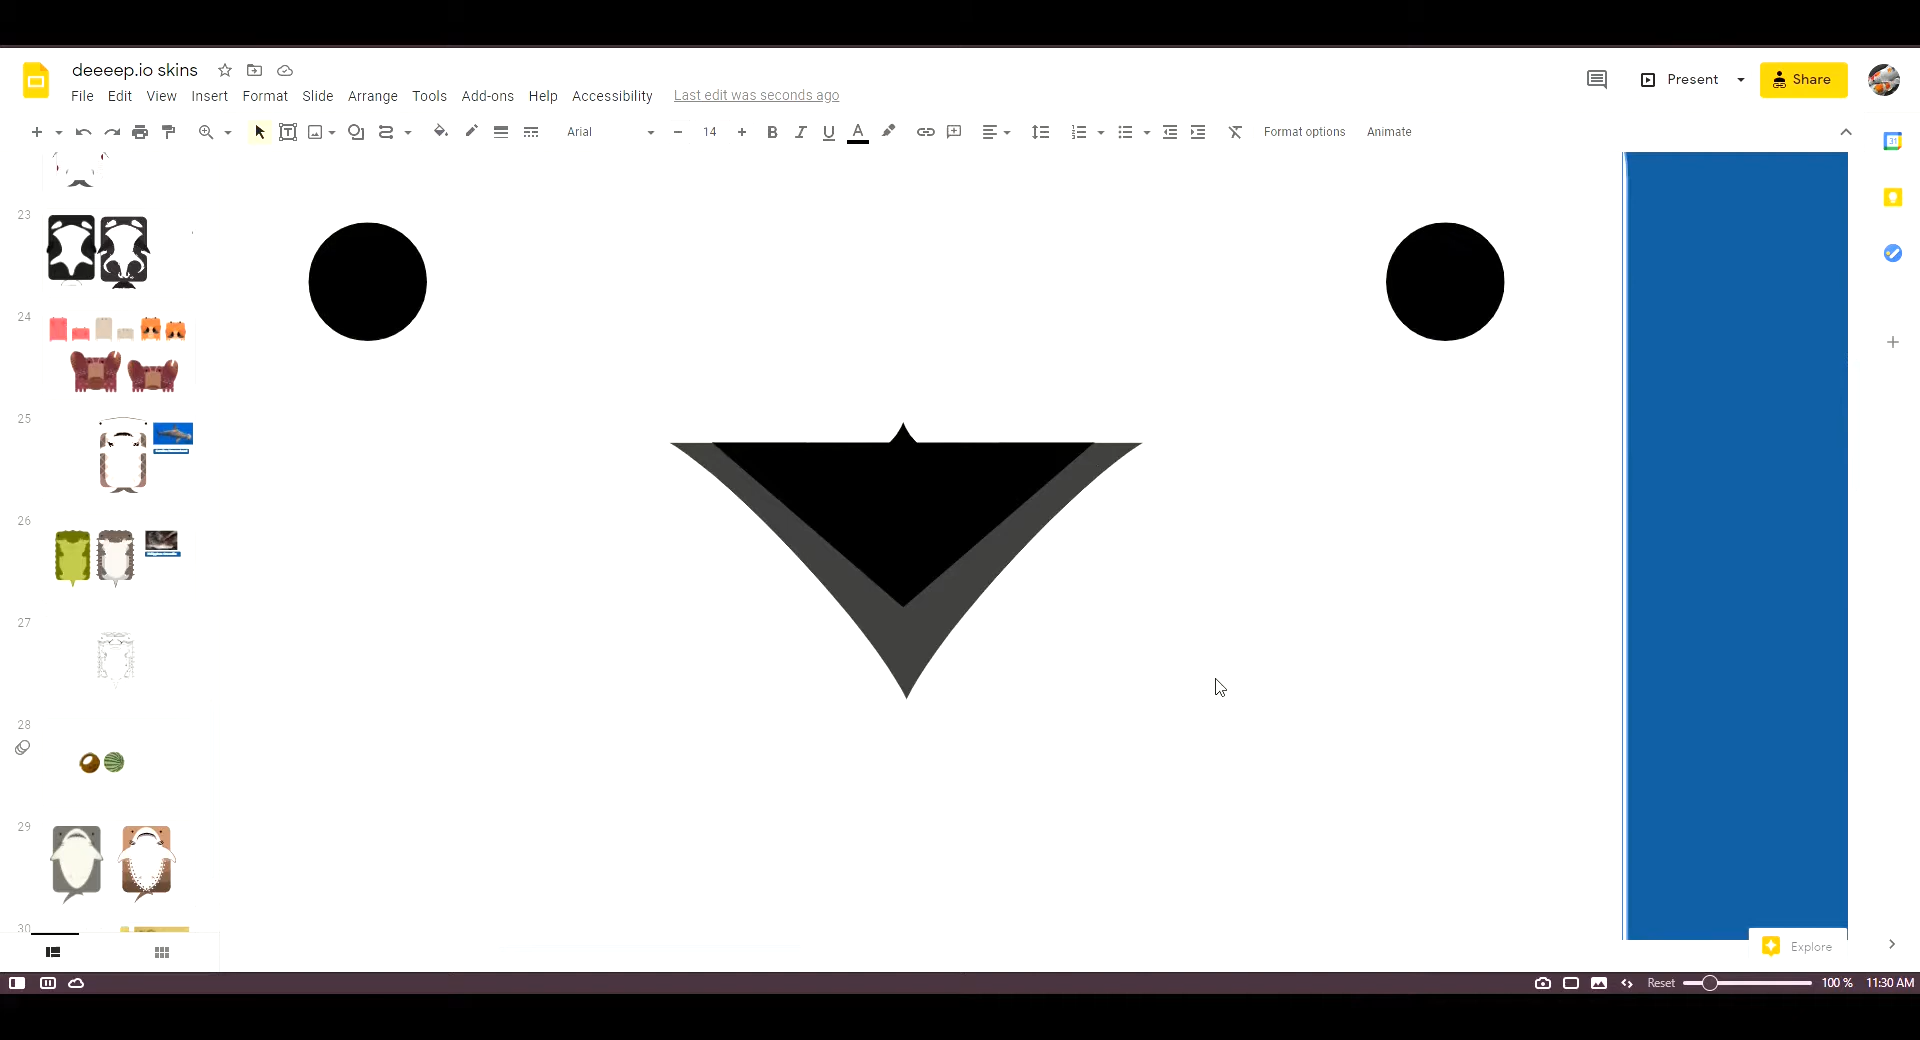 deeeep.io skins
File Edit View Insert Format Slide Arrange Tools Add-ons Help Accessibility Last edit was seconds ago
Present
Share
Arial
14
B I U A
Format options
Animate
31
23
24
25
26
27
28
29
30
Explore
Reset
100 %
11:30 AM